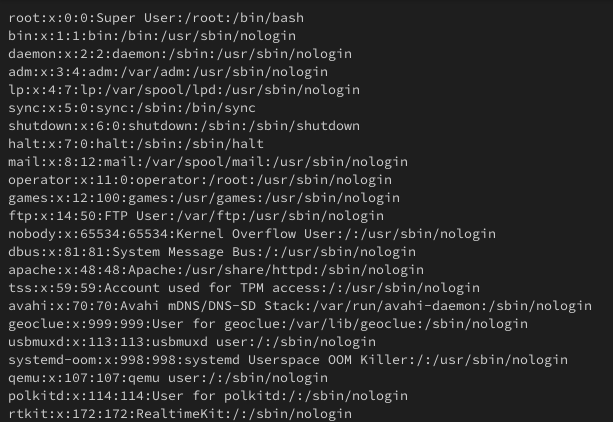 root:x:0:0:Super User:/root:/bin/bash
bin:x:1:1:bin:/bin:/usr/sbin/nologin
daemon:x:2:2:daemon:/sbin:/usr/sbin/nologin
adm:x:3:4:adm:/var/adm:/usr/sbin/nologin
lp:x:4:7:lp:/var/spool/lpd:/usr/sbin/nologin
sync:x:5:0:sync:/sbin:/bin/sync
shutdown:x:6:0:shutdown:/sbin:/sbin/shutdown
halt:x:7:0:halt:/sbin:/sbin/halt
mail:x:8:12:mail:/var/spool/mail:/usr/sbin/nologin
operator:x:11:0:operator:/root:/usr/sbin/nologin
games:x:12:100:games:/usr/games:/usr/sbin/nologin
ftp:x:14:50:FTP User:/var/ftp:/usr/sbin/nologin
nobody:x:65534:65534:Kernel Overflow User:/:/usr/sbin/nologin
dbus:x:81:81:System Message Bus:/:/usr/sbin/nologin
apache:x:48:48:Apache:/usr/share/httpd:/sbin/nologin
tss:x:59:59:Account used for TPM access:/:/usr/sbin/nologin
avahi:x:70:70:Avahi mDNS/DNS-SD Stack:/var/run/avahi-daemon:/sbin/nologin
geoclue:x:999:999:User for geoclue:/var/lib/geoclue:/sbin/nologin
usbmuxd:x:113:113:usbmuxd user:/:/sbin/nologin
systemd-oom:x:998:998:systemd Userspace OOM Killer:/:/usr/sbin/nologin
qemu:x:107:107:qemu user:/:/sbin/nologin
polkitd:x:114:114:User for polkitd:/:/sbin/nologin
rtkit:x:172:172:RealtimeKit:/:/sbin/nologin